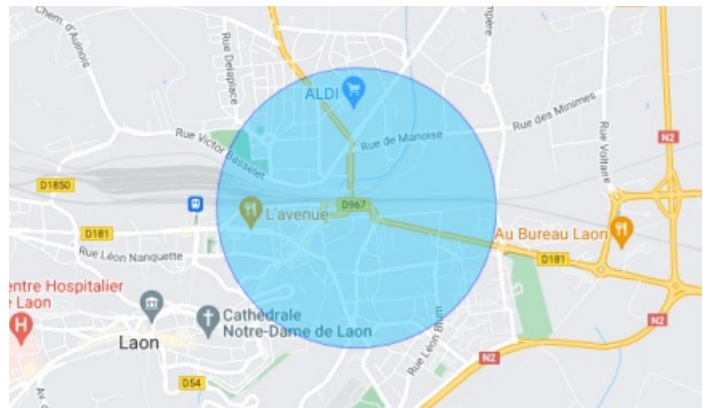 Chem. d'Aulnois
Rue Delaplace
ALDI
Rue Victor Basselet
Rue de Manoise
Rue des Minimes
Rue Voltaire
N2
D1850
D967
L'avenue
D181
Au Bureau Laon
Rue Léon Nanquette
D181
entre Hospitalier
e Laon
H
Cathédrale
Notre-Dame de Laon
Laon
Rue Léon Blum
N2
N2
D54
Av. d